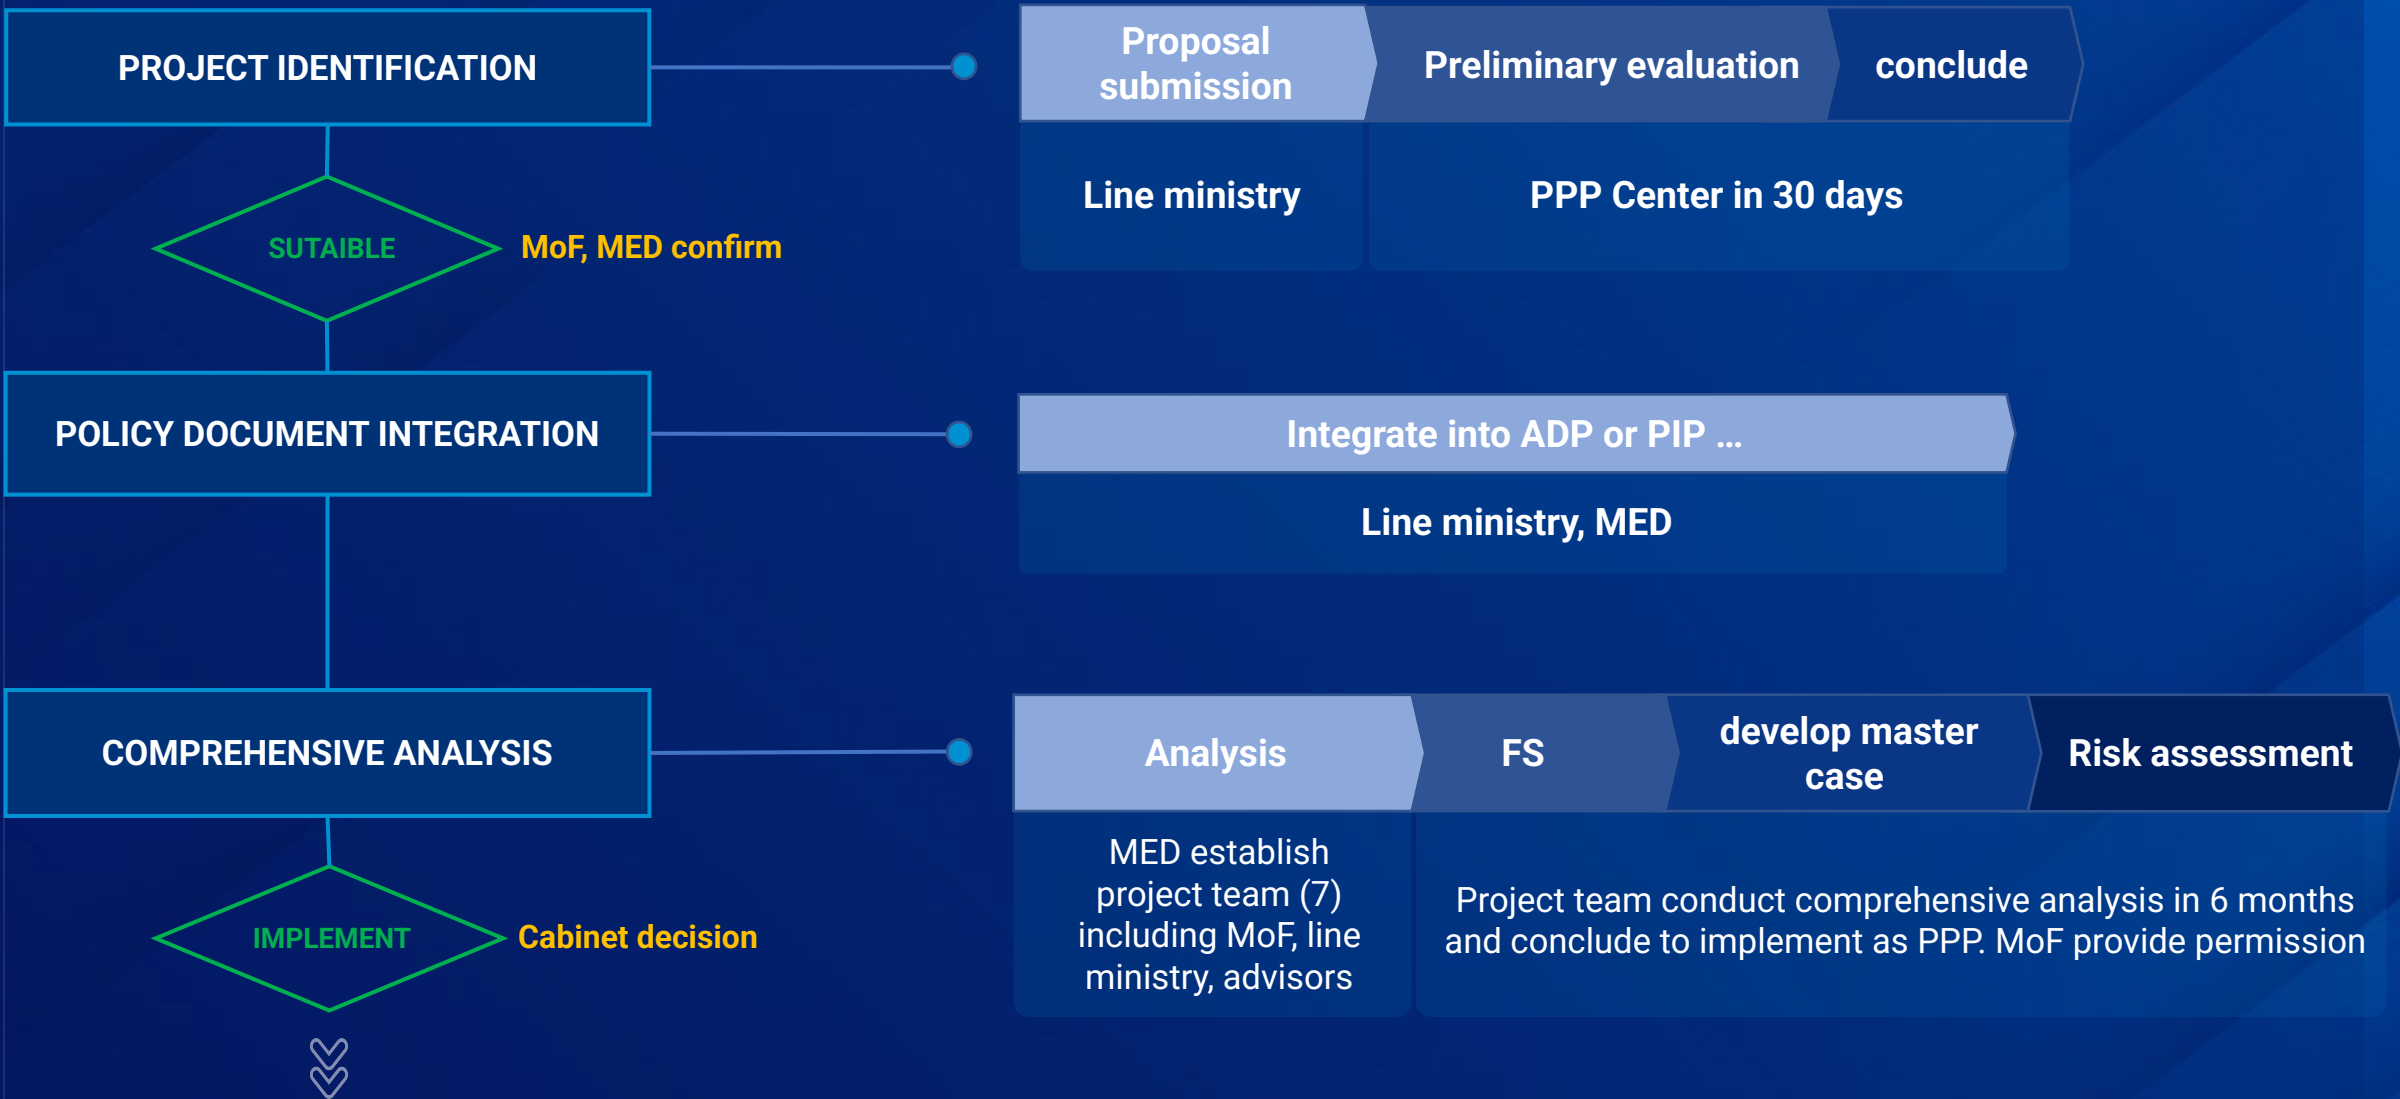 PROJECT IDENTIFICATION
Proposal
submission
Preliminary evaluation
conclude
Line ministry
PPP Center in 30 days
SUTAIBLE
MoF, MED confirm
POLICY DOCUMENT INTEGRATION
Integrate into ADP or PIP ...
Line ministry, MED
COMPREHENSIVE ANALYSIS
Analysis
FS
develop master
case
Risk assessment
MED establish
project team (7)
including MoF, line
ministry, advisors
Project team conduct comprehensive analysis in 6 months
and conclude to implement as PPP. MoF provide permission
IMPLEMENT
Cabinet decision